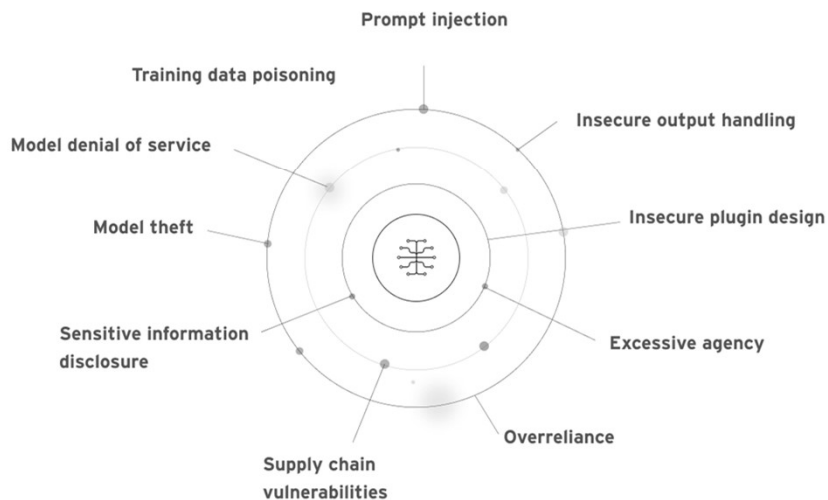 Prompt injection
Training data poisoning
Insecure output handling
Model denial of service
Insecure plugin design
Model theft
Sensitive information
disclosure
Excessive agency
Overreliance
Supply chain
vulnerabilities